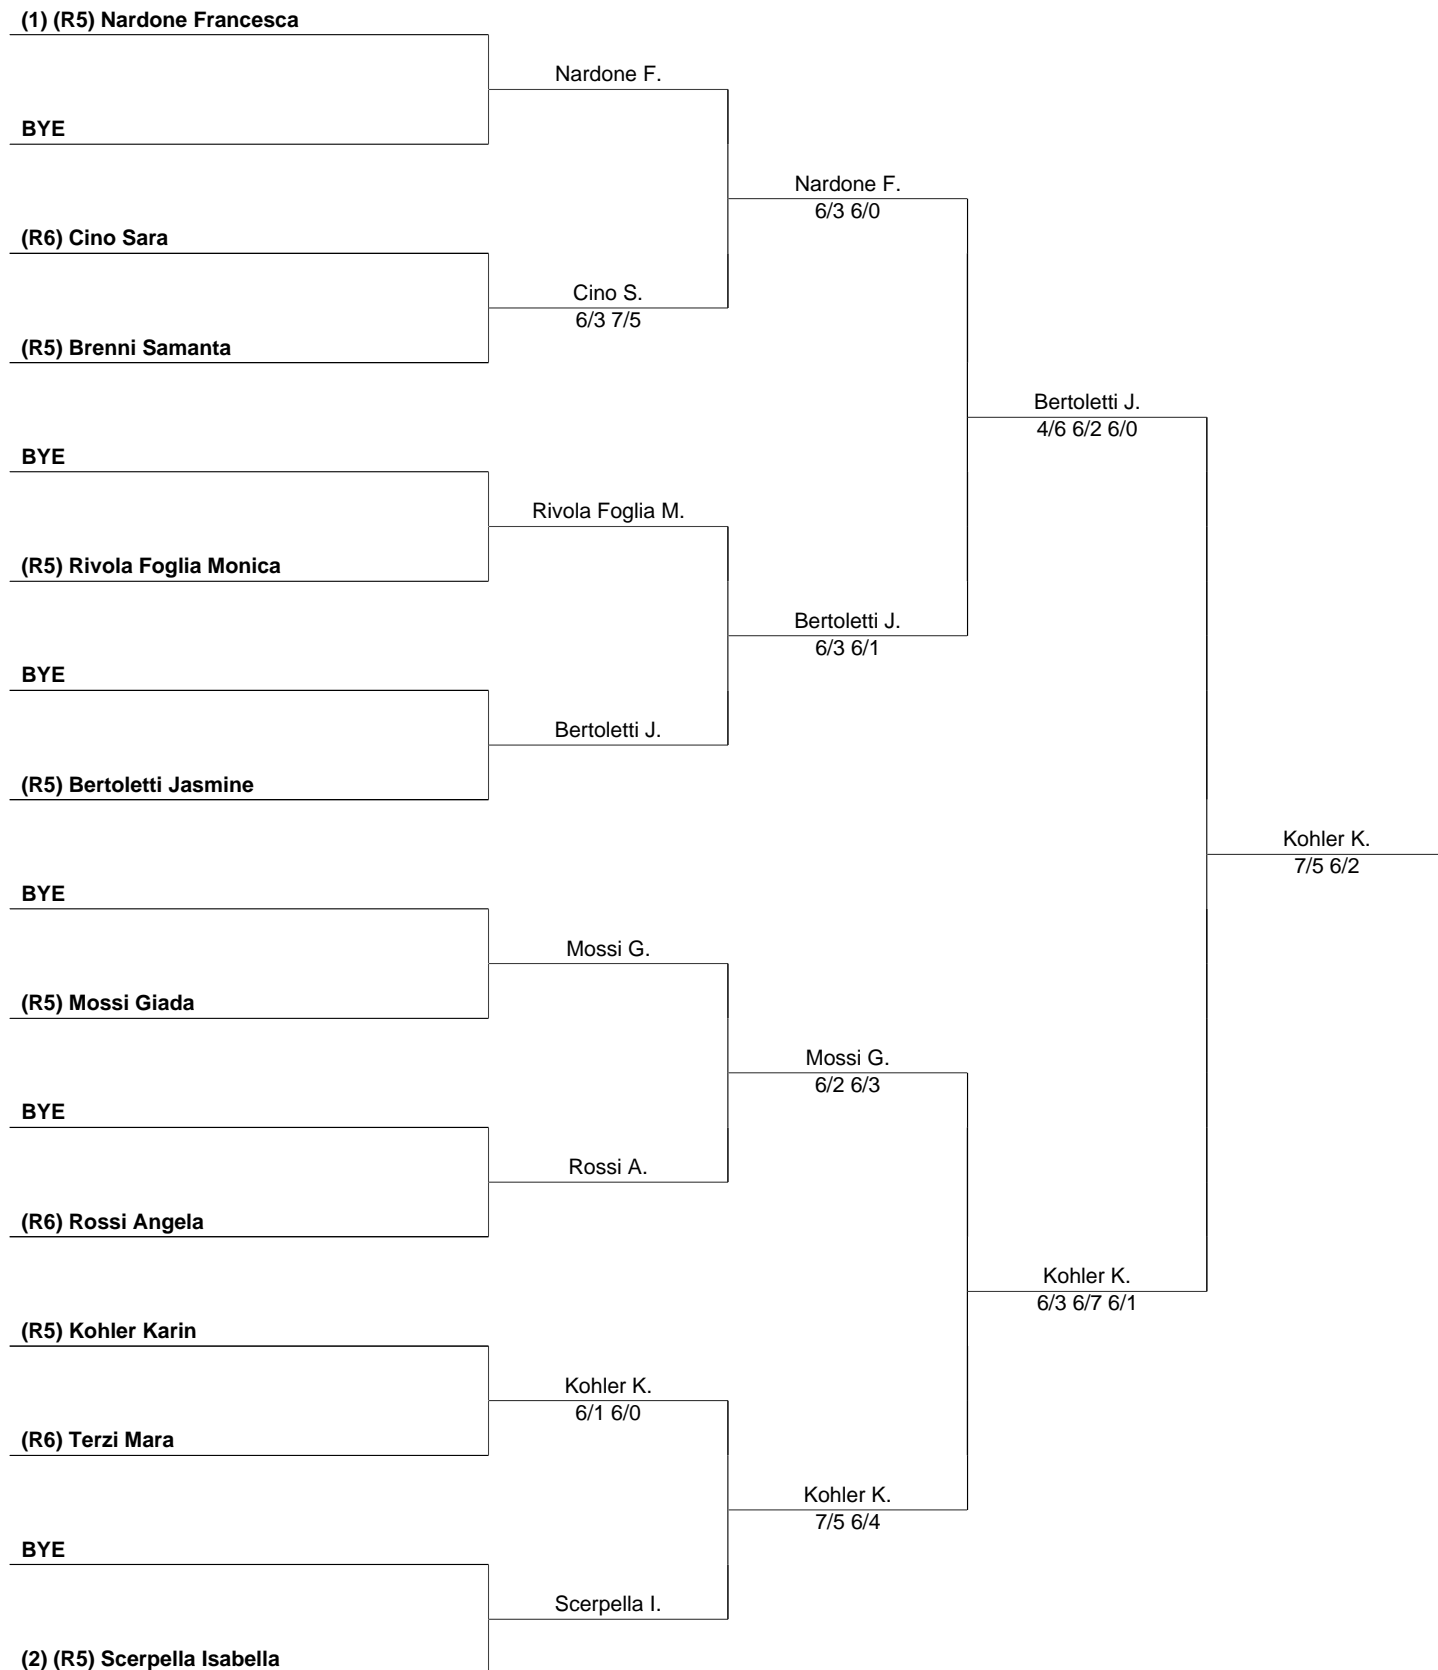 (1) (R5) Nardone Francesca
Nardone F.
BYE
Nardone F.
6/3 6/0
(R6) Cino Sara
Cino S.
6/3 7/5
(R5) Brenni Samanta
Bertoletti J.
4/6 6/2 6/0
BYE
Rivola Foglia M.
(R5) Rivola Foglia Monica
Bertoletti J.
6/3 6/1
BYE
Bertoletti J.
(R5) Bertoletti Jasmine
Kohler K.
7/5 6/2
BYE
Mossi G.
(R5) Mossi Giada
Mossi G.
6/2 6/3
BYE
Rossi A.
(R6) Rossi Angela
Kohler K.
6/3 6/7 6/1
(R5) Kohler Karin
Kohler K.
6/1 6/0
(R6) Terzi Mara
Kohler K.
7/5 6/4
BYE
Scerpella I.
(2) (R5) Scerpella Isabella